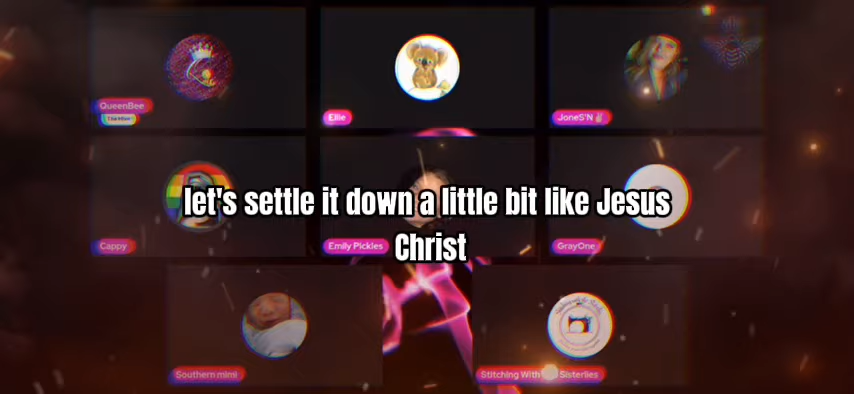 QueenBee
Ellie
JoneS'N
let's settle it down a little bit like Jesus
Christ
Cappy
Emily Pickles
GrayOne
Southern mimi
Stitching With
Sisterlies